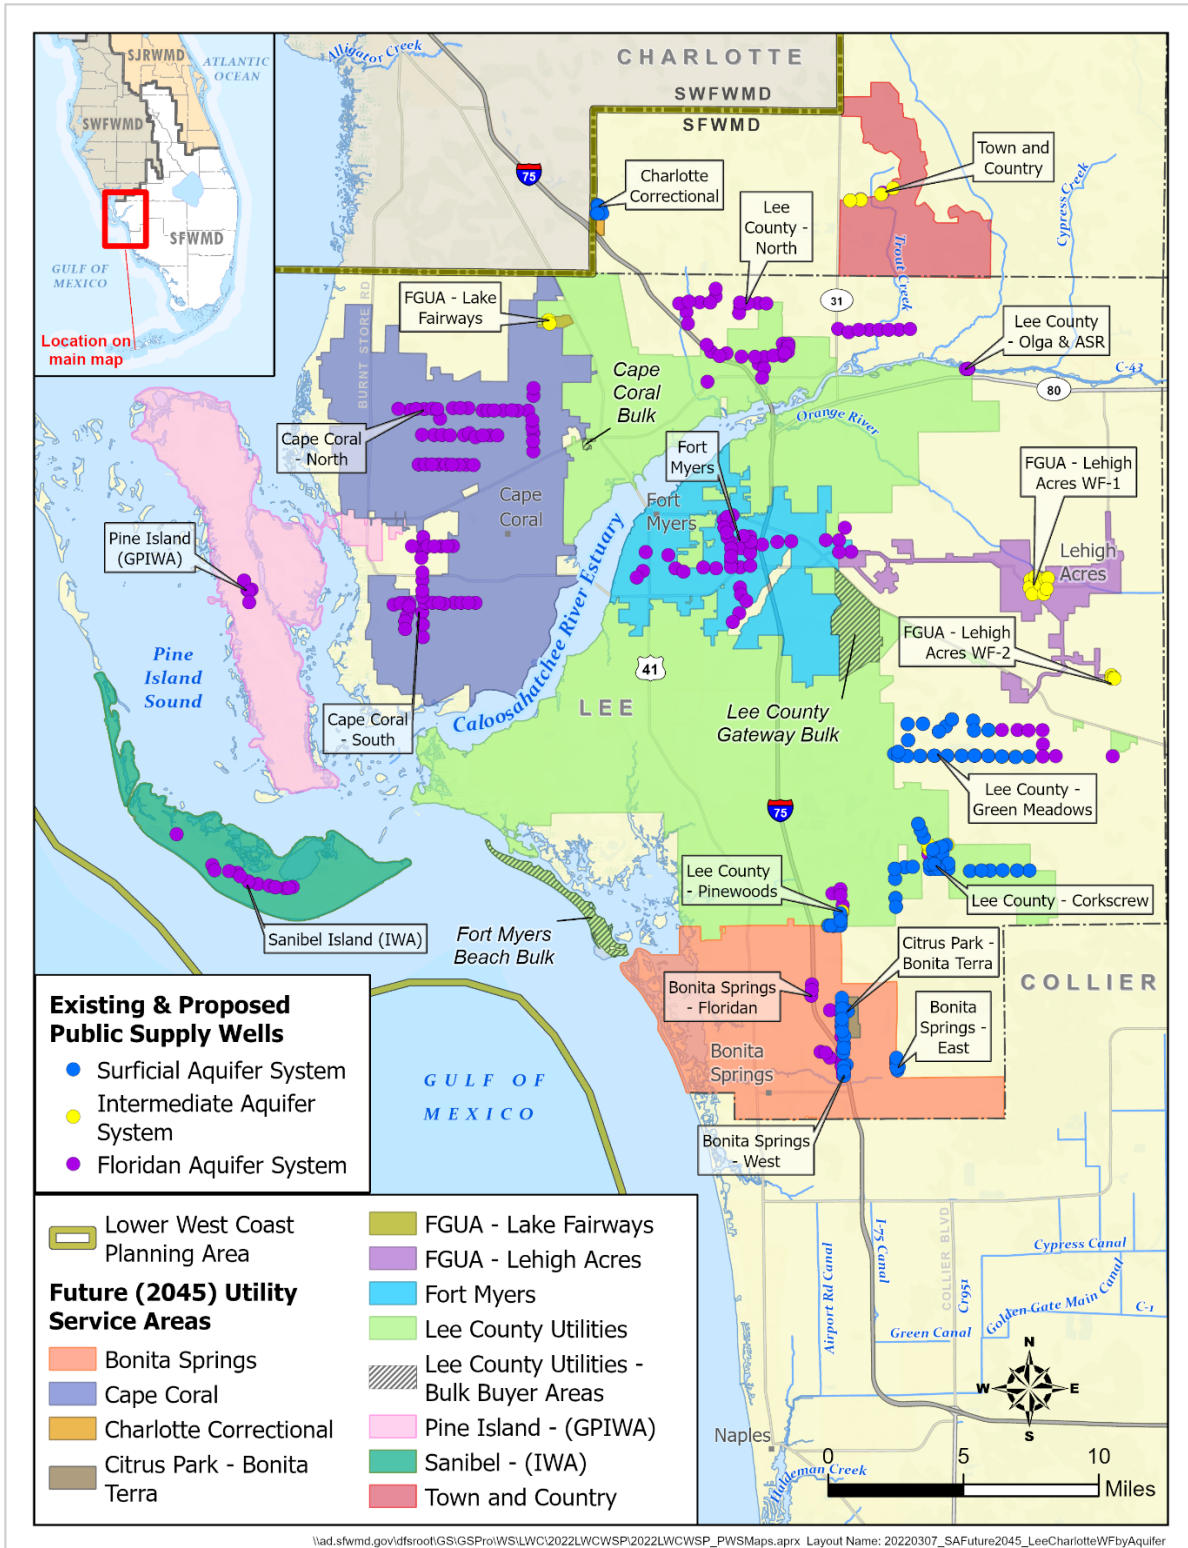 CHARLOTTE
SWFWMD
SFWMD
Alligator Creek
SJRWMD
ATLANTIC
OCEAN
SWFWMD
SFWMD
GULF OF
MEXICO
Location on
main map
75
Charlotte
Correctional
Town and
Country
Cypress Creek
Trout Creek
Lee
County -
North
31
FGUA - Lake
Fairways
BURNT STORE RD
Lee County
- Olga & ASR
C-43
80
Cape
Coral
Bulk
Orange River
Cape Coral
- North
Cape
Coral
Fort
Myers
Fort
Myers
FGUA - Lehigh
Acres WF-1
Lehigh
Acres
Pine Island
(GPIWA)
Caloosahatchee River Estuary
FGUA - Lehigh
Acres WF-2
Pine
Island
Sound
41
LEE
Cape Coral
- South
Lee County
Gateway Bulk
Lee County -
Green Meadows
75
Lee County
- Pinewoods
Lee County - Corkscrew
Sanibel Island (IWA)
Fort Myers
Beach Bulk
Citrus Park -
Bonita Terra
COLLIER
Bonita Springs
- Floridan
Bonita
Springs -
East
Bonita
Springs
GULF OF
MEXICO
Bonita Springs
- West
Existing & Proposed
Public Supply Wells
Surficial Aquifer System
Intermediate Aquifer
System
Floridan Aquifer System
Lower West Coast
Planning Area
Future (2045) Utility
Service Areas
Bonita Springs
Cape Coral
Charlotte Correctional
Citrus Park - Bonita
Terra
FGUA - Lake Fairways
FGUA - Lehigh Acres
Fort Myers
Lee County Utilities
Lee County Utilities -
Bulk Buyer Areas
Pine Island - (GPIWA)
Sanibel - (IWA)
Town and Country
Airport Rd Canal
I-75 Canal
COLLIER BLVD
Cr951
Cypress Canal
Golden Gate Main Canal
C-1
Green Canal
N
W
E
S
Naples
Haldeman Creek
0
5
10
Miles
\\ad.sfwmd.gov\dfsroot\GS\GSPro\WS\LWC\2022LWCWSP\2022LWCWSP_PWSMaps.aprx Layout Name: 20220307_SAFuture2045_LeeCharlotteWFbyAquifer